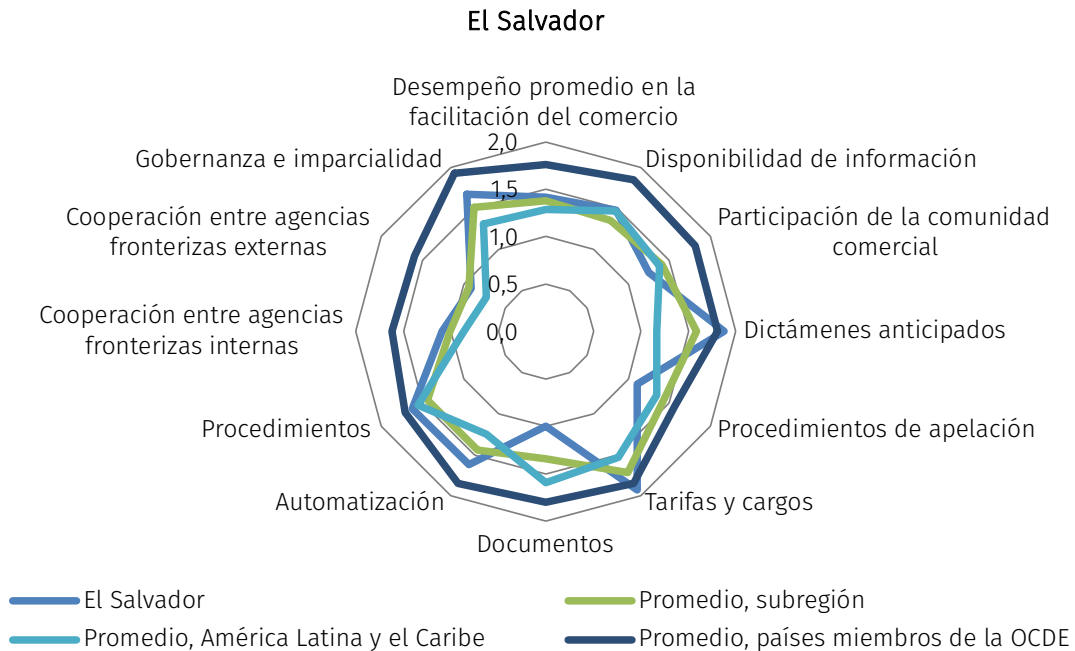 El Salvador
Desempeño promedio en la
facilitación del comercio
2,0
Gobernanza e imparcialidad
Disponibilidad de información
1,5
Cooperación entre agencias
fronterizas externas
Participación de la comunidad
comercial
1,0
0,5
Cooperación entre agencias
fronterizas internas
0,0
Dictámenes anticipados
Procedimientos
Procedimientos de apelación
Automatización
Tarifas y cargos
Documentos
El Salvador
Promedio, subregión
Promedio, América Latina y el Caribe
Promedio, países miembros de la OCDE